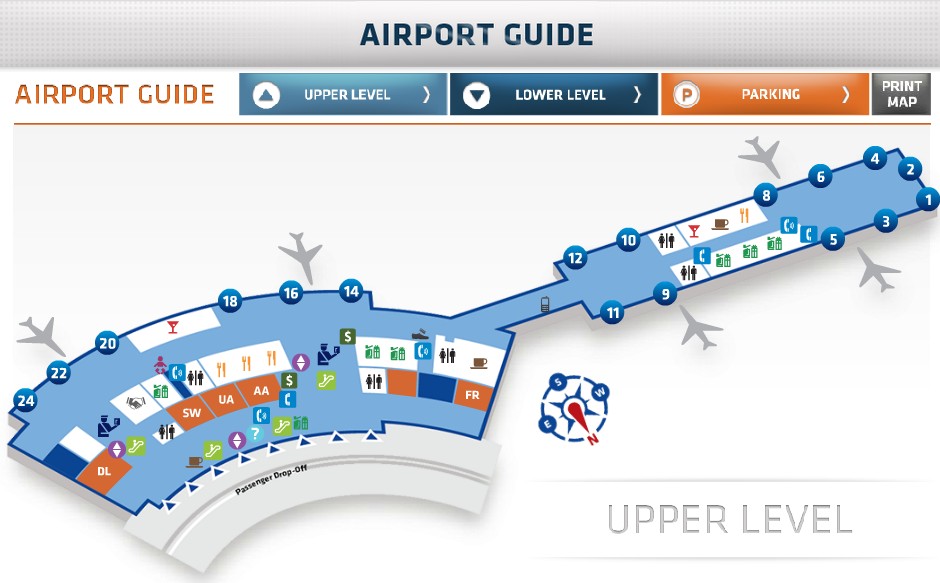 AIRPORT GUIDE
AIRPORT GUIDE
UPPER LEVEL
LOWER LEVEL
P
PARKING
PRINT
MAP
4
2
6
8
1
3
10
5
12
9
14
16
18
11
20
22
24
$
$
AA
UA
SW
FR
DL
?
Passenger Drop-Off
S
W
E
N
UPPER LEVEL